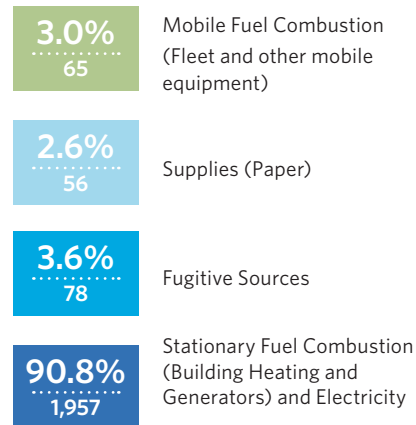 3.0%
65
Mobile Fuel Combustion
(Fleet and other mobile
equipment)
2.6%
56
Supplies (Paper)
3.6%
78
Fugitive Sources
90.8%
1,957
Stationary Fuel Combustion
(Building Heating and
Generators) and Electricity